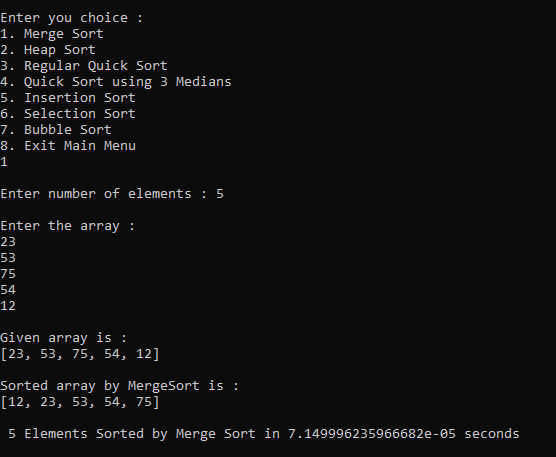 Enter you choice :
1. Merge Sort
2. Heap Sort
3. Regular Quick Sort
4. Quick Sort using 3 Medians
5. Insertion Sort
6. Selection Sort
7. Bubble Sort
8. Exit Main Menu
1
Enter number of elements : 5
Enter the array :
23
53
75
54
12
Given array is :
[23, 53, 75, 54, 12]
Sorted array by MergeSort is :
[12, 23, 53, 54, 75]
5 Elements Sorted by Merge Sort in 7.149996235966682e-05 seconds